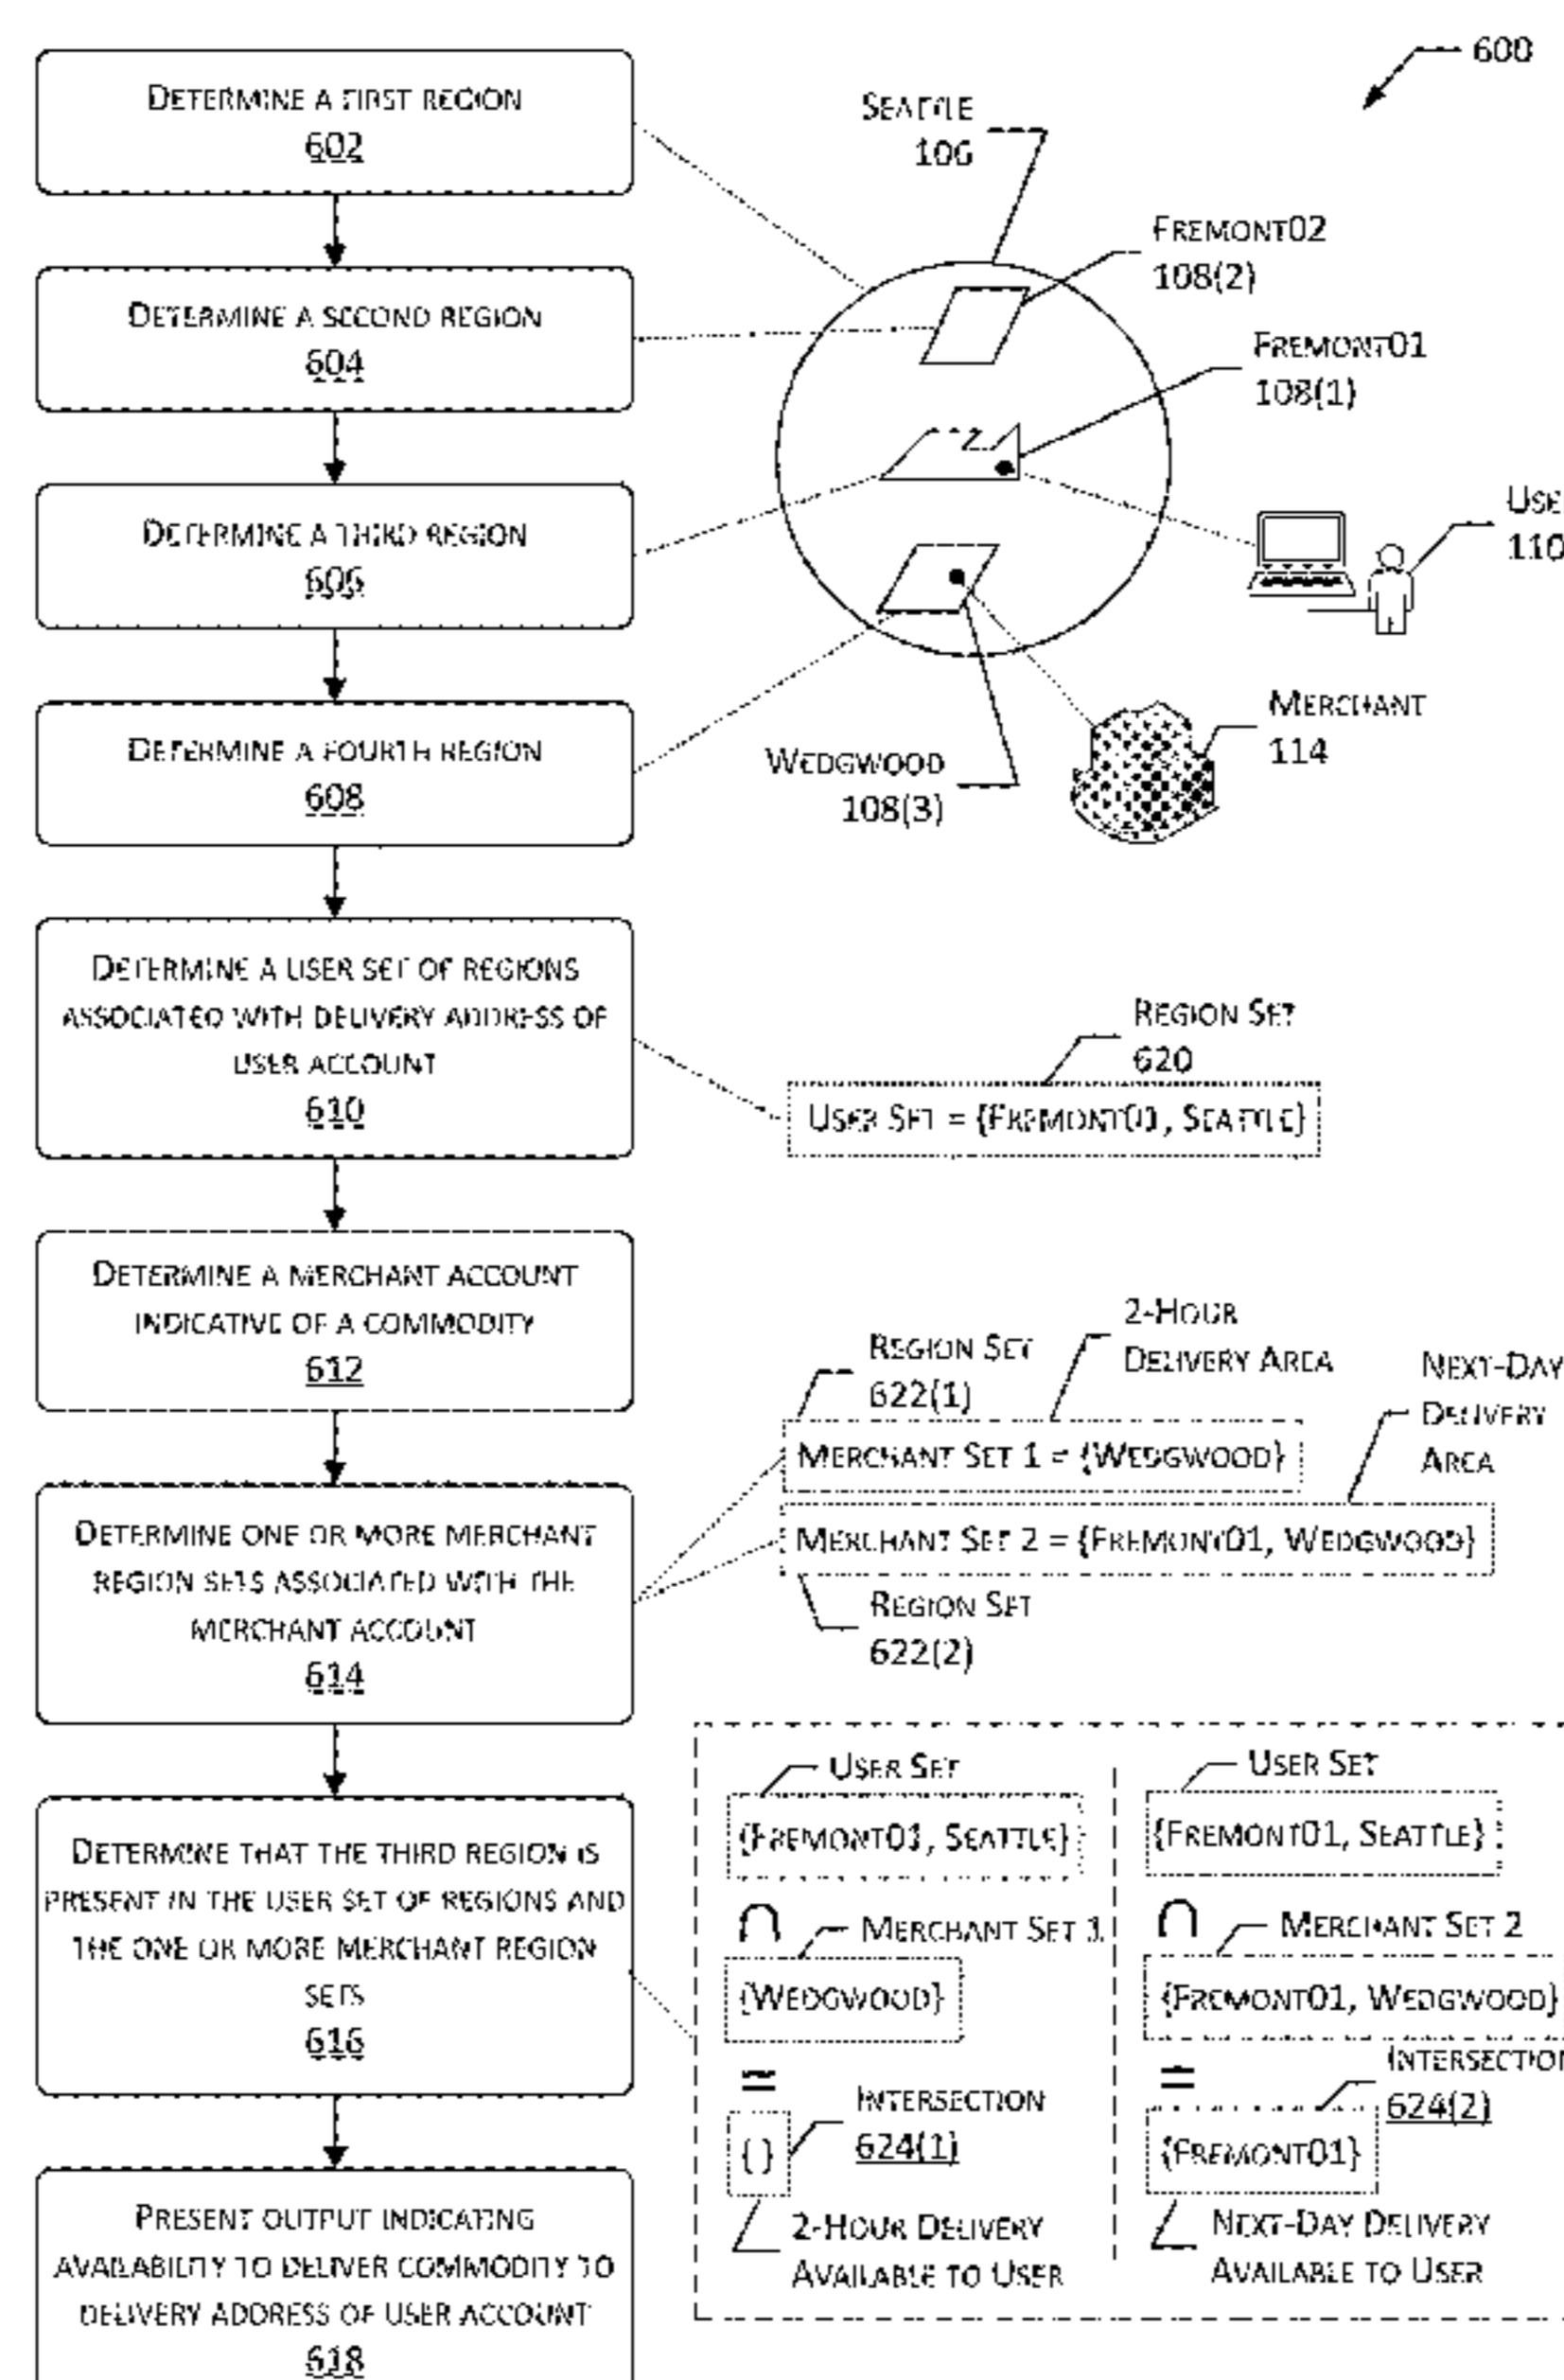 DETERMINE A FIRST REGION
602
DETERMINE A SECOND REGION
604
DETERMINE A THIRD REGION
606
DETERMINE A FOURTH REGION
608
DETERMINE A USER SET OF REGIONS
ASSOCIATED WITH DELIVERY ADDRESS OF
USER ACCOUNT
610
DETERMINE A MERCHANT ACCOUNT
INDICATIVE OF A COMMODITY
612
DETERMINE ONE OR MORE MERCHANT
REGION SETS ASSOCIATED WITH THE
MERCHANT ACCOUNT
614
DETERMINE THAT THE THIRD REGION IS
PRESENT IN THE USER SET OF REGIONS AND
THE ONE OR MORE MERCHANT REGION
SETS
616
PRESENT OUTPUT INDICATING
AVAILABILITY TO DELIVER COMMODITY TO
DELIVERY ADDRESS OF USER ACCOUNT
618
600
SEATTLE
106
FREMONT02
108(2)
FREMONT01
108(1)
USE
110
MERCHANT
114
WEDGWOOD
108(3)
REGION SET
620
USER SET = {FREMONT01, SEATTLE}
REGION SET
622(1)
2-HOUR
DELIVERY AREA
NEXT-DAY
DELIVERY
AREA
MERCHANT SET 1 = {WEDGWOOD}
MERCHANT SET 2 = {FREMONT01, WEDGWOOD}
REGION SET
622(2)
USER SET
{FREMONT01, SEATTLE}
∩
MERCHANT SET 1
{WEDGWOOD}
=
INTERSECTION
624(1)
{ }
2-HOUR DELIVERY
AVAILABLE TO USER
USER SET
{FREMONT01, SEATTLE}
∩
MERCHANT SET 2
{FREMONT01, WEDGWOOD}
=
INTERSECTION
624(2)
{FREMONT01}
NEXT-DAY DELIVERY
AVAILABLE TO USER